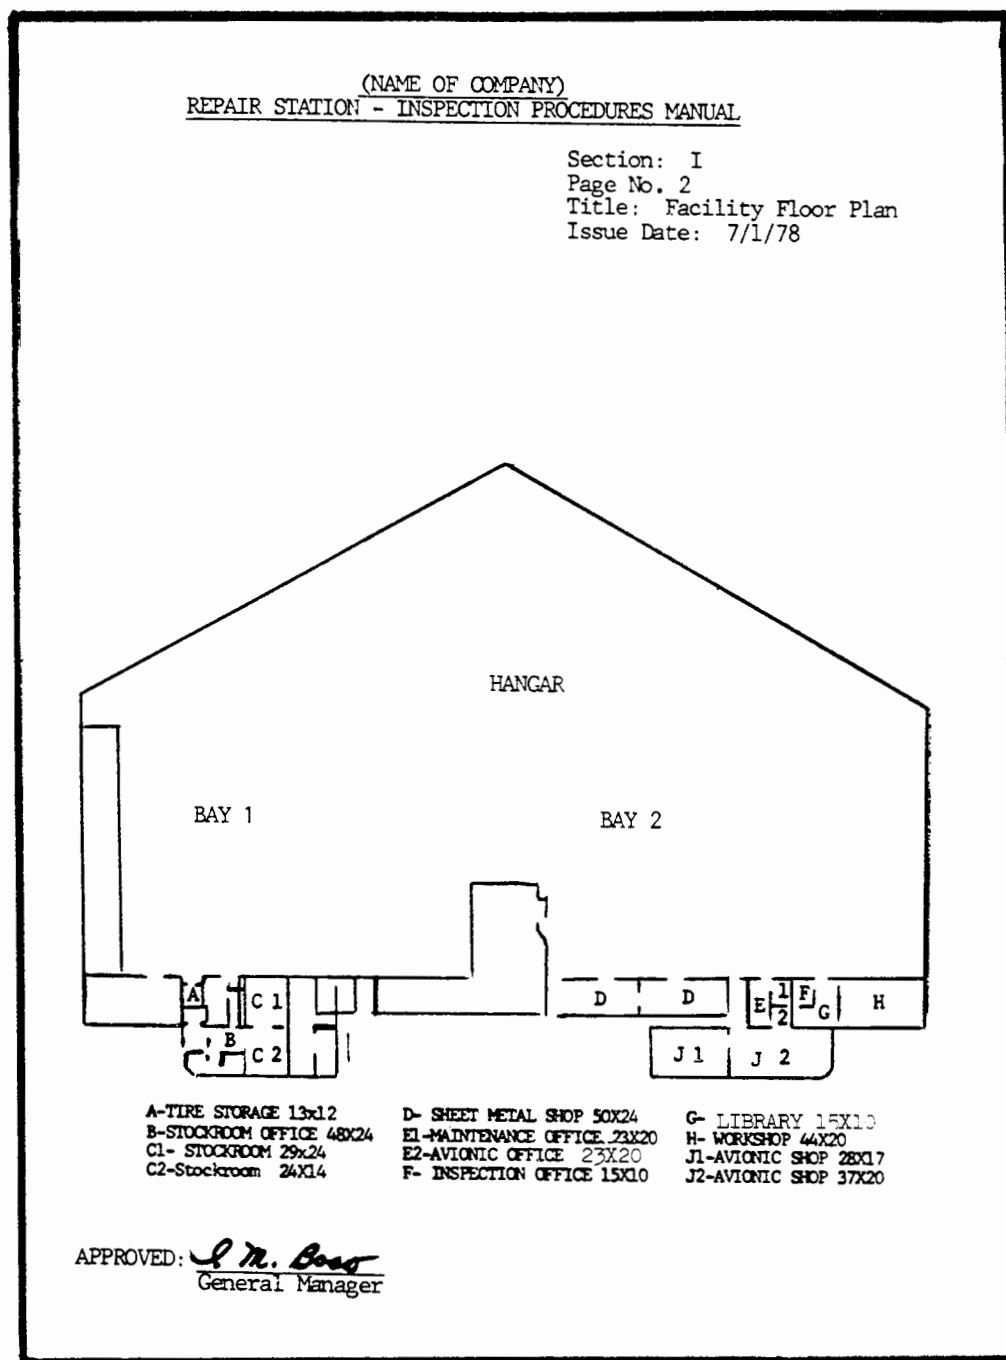 (NAME OF COMPANY)
REPAIR STATION - INSPECTION PROCEDURES MANUAL
Section: I
Page No. 2
Title: Facility Floor Plan
Issue Date: 7/1/78
HANGAR
BAY 1
BAY 2
A
C 1
B
C 2
D
D
E
1
2
F
G
H
J 1
J 2
A-TIRE STORAGE 13x12
B-STOCKROOM OFFICE 48X24
C1- STOCKROOM 29x24
C2-Stockroom 24X14
D- SHEET METAL SHOP 50X24
E1-MAINTENANCE OFFICE 23X20
E2-AVIONIC OFFICE 23X20
F- INSPECTION OFFICE 15X10
G- LIBRARY 15X10
H- WORKSHOP 44X20
J1-AVIONIC SHOP 28X17
J2-AVIONIC SHOP 37X20
APPROVED: I M. Boso
General Manager